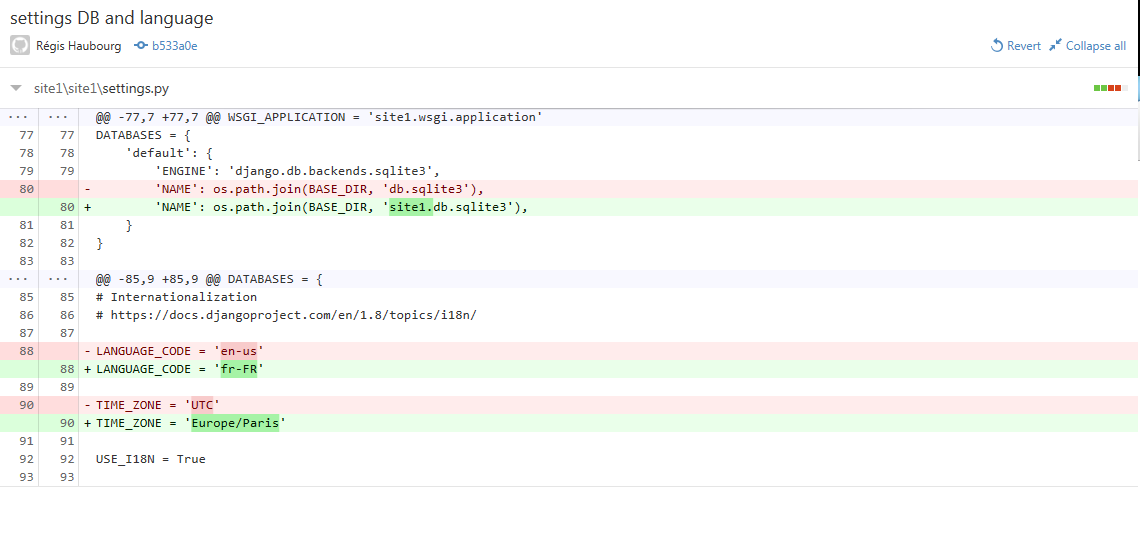 settings DB and language
Régis Haubourg b533a0e Revert Collapse all
site1\site1\settings.py
... ... @@ -77,7 +77,7 @@ WSGI_APPLICATION = 'site1.wsgi.application'
77 77 DATABASES = {
78 78 'default': {
79 79 'ENGINE': 'django.db.backends.sqlite3',
80 - 'NAME': os.path.join(BASE_DIR, 'db.sqlite3'),
80 + 'NAME': os.path.join(BASE_DIR, 'site1.db.sqlite3'),
81 81 }
82 82 }
83 83
... ... @@ -85,9 +85,9 @@ DATABASES = {
85 85 # Internationalization
86 86 # https://docs.djangoproject.com/en/1.8/topics/i18n/
87 87
88 - LANGUAGE_CODE = 'en-us'
88 + LANGUAGE_CODE = 'fr-FR'
89 89
90 - TIME_ZONE = 'UTC'
90 + TIME_ZONE = 'Europe/Paris'
91 91
92 92 USE_I18N = True
93 93